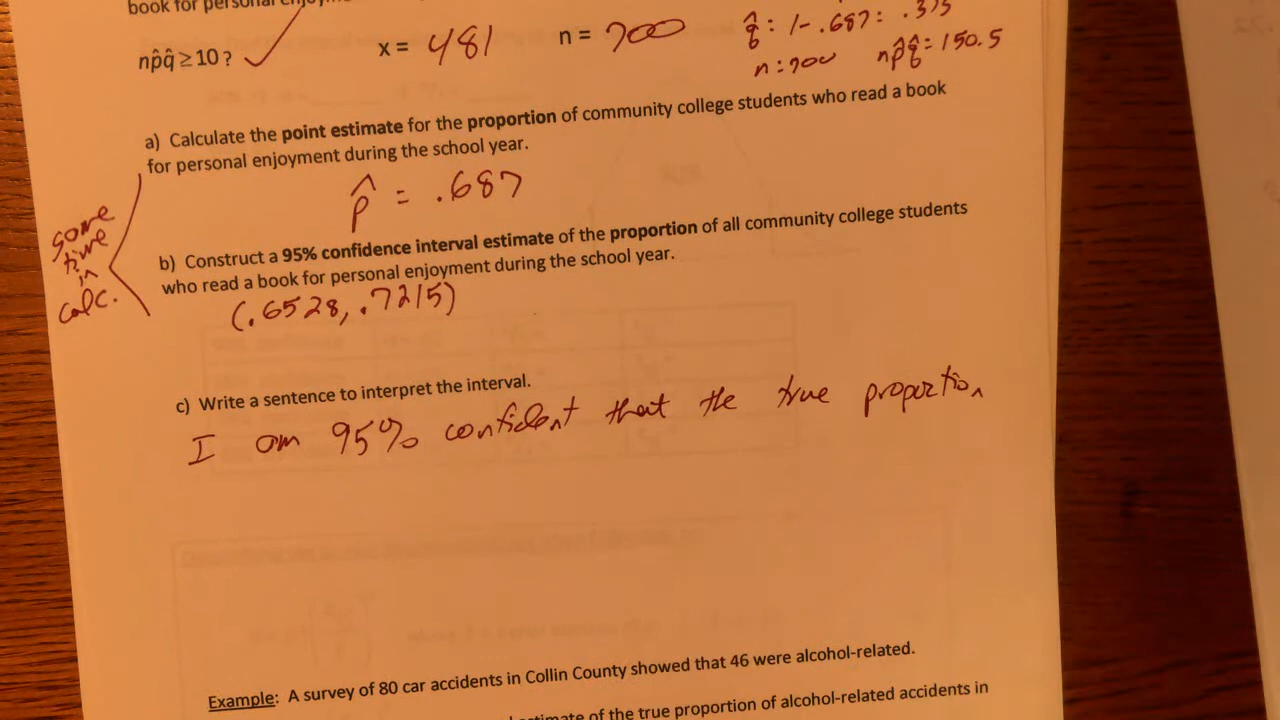 book for personal
np̂q̂ ≥ 10 ? ✓ x = 481 n = 700 q̂: 1-.687: .313
n:700 np̂q̂=150.5
a) Calculate the point estimate for the proportion of community college students who read a book
for personal enjoyment during the school year.
p̂ = .687
some
time
in
calc.
b) Construct a 95% confidence interval estimate of the proportion of all community college students
who read a book for personal enjoyment during the school year.
(.6528, .7215)
c) Write a sentence to interpret the interval.
I am 95% confident that the true proportion
Example: A survey of 80 car accidents in Collin County showed that 46 were alcohol-related.
of the true proportion of alcohol-related accidents in